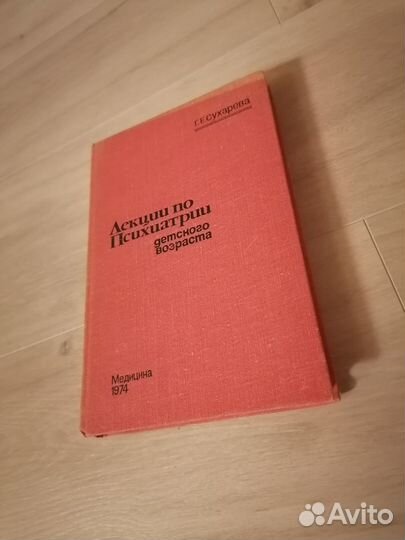 Г.Е.Сухарева
Лекции по
Психиатрии
детского
возраста
Медицина
1974
Avito